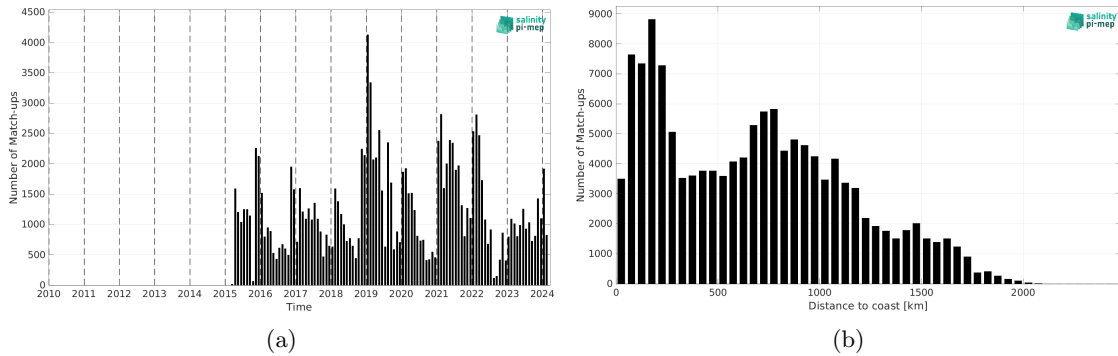 4500
4000
3500
3000
2500
2000
1500
1000
500
0
Number of Match-ups
salinity
pi-mep
2010 2011 2012 2013 2014 2015 2016 2017 2018 2019 2020 2021 2022 2023 2024
Time
(a)
9000
8000
7000
6000
5000
4000
3000
2000
1000
0
Number of Match-ups
salinity
pi-mep
0 500 1000 1500 2000
Distance to coast [km]
(b)